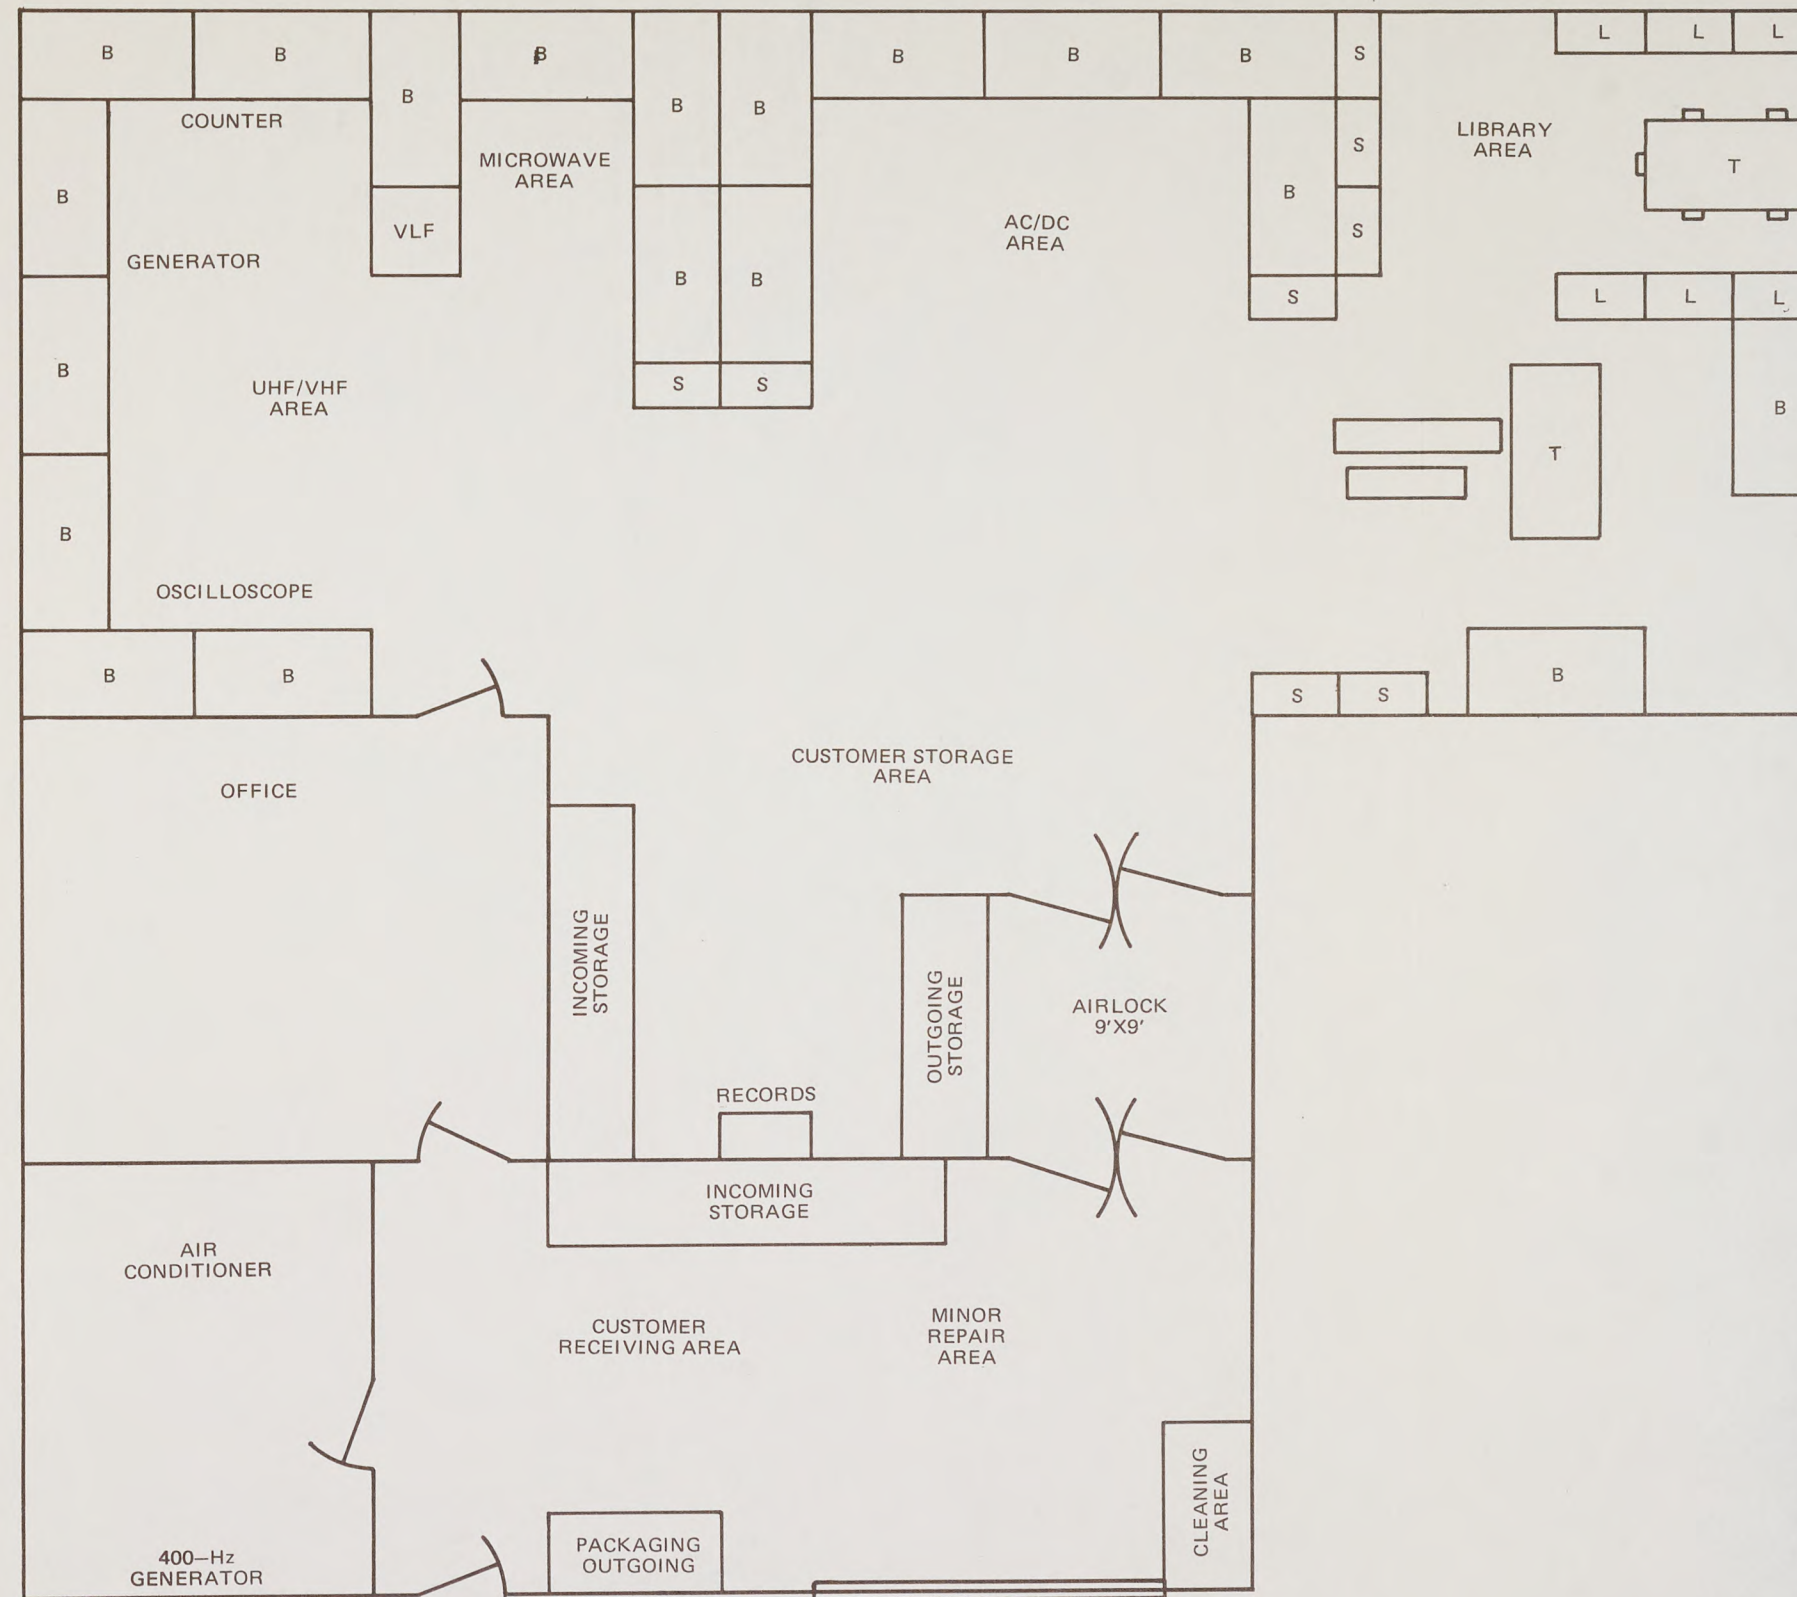 B
B
B
B
B
B
B
B
B
S
L
L
L
COUNTER
MICROWAVE
AREA
LIBRARY
AREA
S
T
B
B
VLF
AC/DC
AREA
S
GENERATOR
B
B
S
L
L
L
B
UHF/VHF
AREA
S
S
B
T
B
OSCILLOSCOPE
B
B
S
S
B
OFFICE
CUSTOMER STORAGE
AREA
INCOMING
STORAGE
OUTGOING
STORAGE
AIRLOCK
9'X9'
RECORDS
INCOMING
STORAGE
AIR
CONDITIONER
CUSTOMER
RECEIVING AREA
MINOR
REPAIR
AREA
CLEANING
AREA
PACKAGING
OUTGOING
400–Hz
GENERATOR